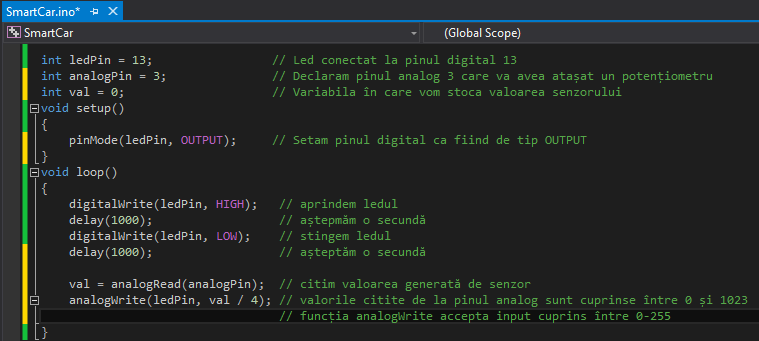 SmartCar.ino*
SmartCar (Global Scope)
int ledPin = 13; // Led conectat la pinul digital 13
int analogPin = 3; // Declaram pinul analog 3 care va avea atașat un potențiometru
int val = 0; // Variabila în care vom stoca valoarea senzorului
void setup()
{
pinMode(ledPin, OUTPUT); // Setam pinul digital ca fiind de tip OUTPUT
}
void loop()
{
digitalWrite(ledPin, HIGH); // aprindem ledul
delay(1000); // aștepmăm o secundă
digitalWrite(ledPin, LOW); // stingem ledul
delay(1000); // așteptăm o secundă
val = analogRead(analogPin); // citim valoarea generată de senzor
analogWrite(ledPin, val / 4); // valorile citite de la pinul analog sunt cuprinse între 0 și 1023
// funcția analogWrite accepta input cuprins între 0-255
}